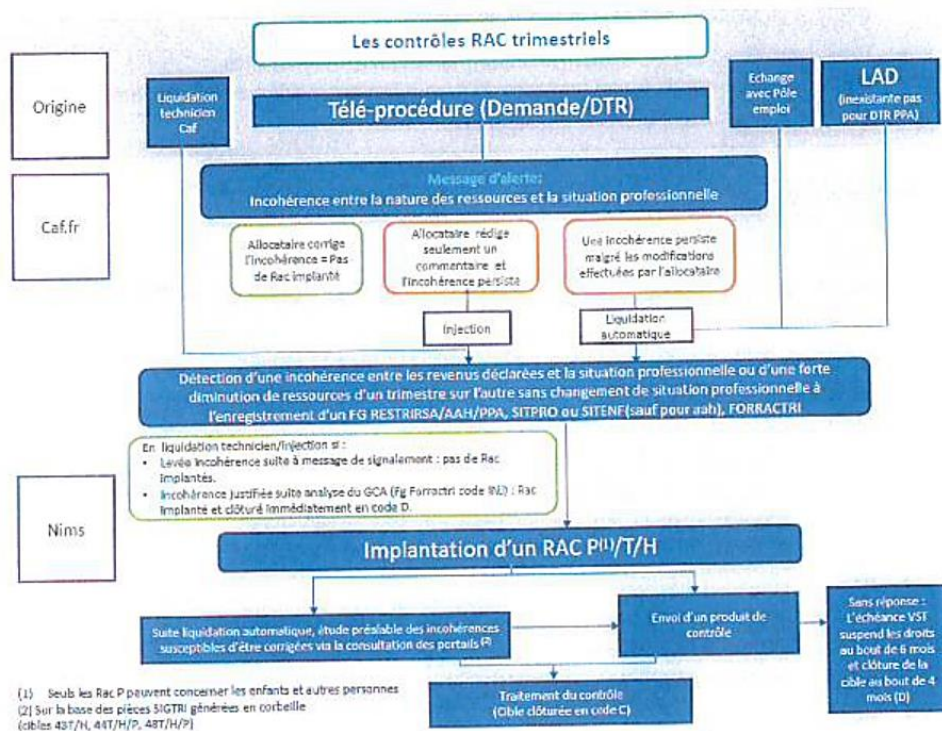 Les contrôles RAC trimestriels
Origine
Liquidation
technicien
Caf
Télé-procédure (Demande/DTR)
Echange
avec Pôle
emploi
LAD
(inexistante pas
pour DTR PPA)
Caf.fr
Message d'alerte:
Incohérence entre la nature des ressources et la situation professionnelle
Allocataire corrige
l'incohérence = Pas
de Rac implanté
Allocataire rédige
seulement un
commentaire et
l'incohérence persiste
Une incohérence persiste
malgré les modifications
effectuées par l'allocataire
Injection
Liquidation
automatique
Détection d'une incohérence entre les revenus déclarées et la situation professionnelle ou d'une forte
diminution de ressources d'un trimestre sur l'autre sans changement de situation professionnelle à
l'enregistrement d'un FG RESTRIRSA/AAH/PPA, SITPRO ou SITENF(sauf pour aah), FORRACTRI
Nims
En liquidation technicien/injection si :
• Levée incohérence suite à message de signalement : pas de Rac
implantés.
• Incohérence justifiée suite analyse du GCA (Fg Forractri code INJ) : Rac
implanté et clôturé immédiatement en code D.
Implantation d'un RAC P(1)/T/H
Suite liquidation automatique, étude préalable des incohérences
susceptibles d'être corrigées via la consultation des portails (2)
Envoi d'un produit de
contrôle
Sans réponse :
L'échéance VST
suspend les droits
au bout de 6 mois
et clôture de la
cible au bout de 4
mois (D)
Traitement du contrôle
(Cible clôturée en code C)
(1) Seuls les Rac P peuvent concerner les enfants et autres personnes
(2) Sur la base des pièces SIGTRI générées en corbeille
(cibles 43T/H, 44T/H/P, 48T/H/P)